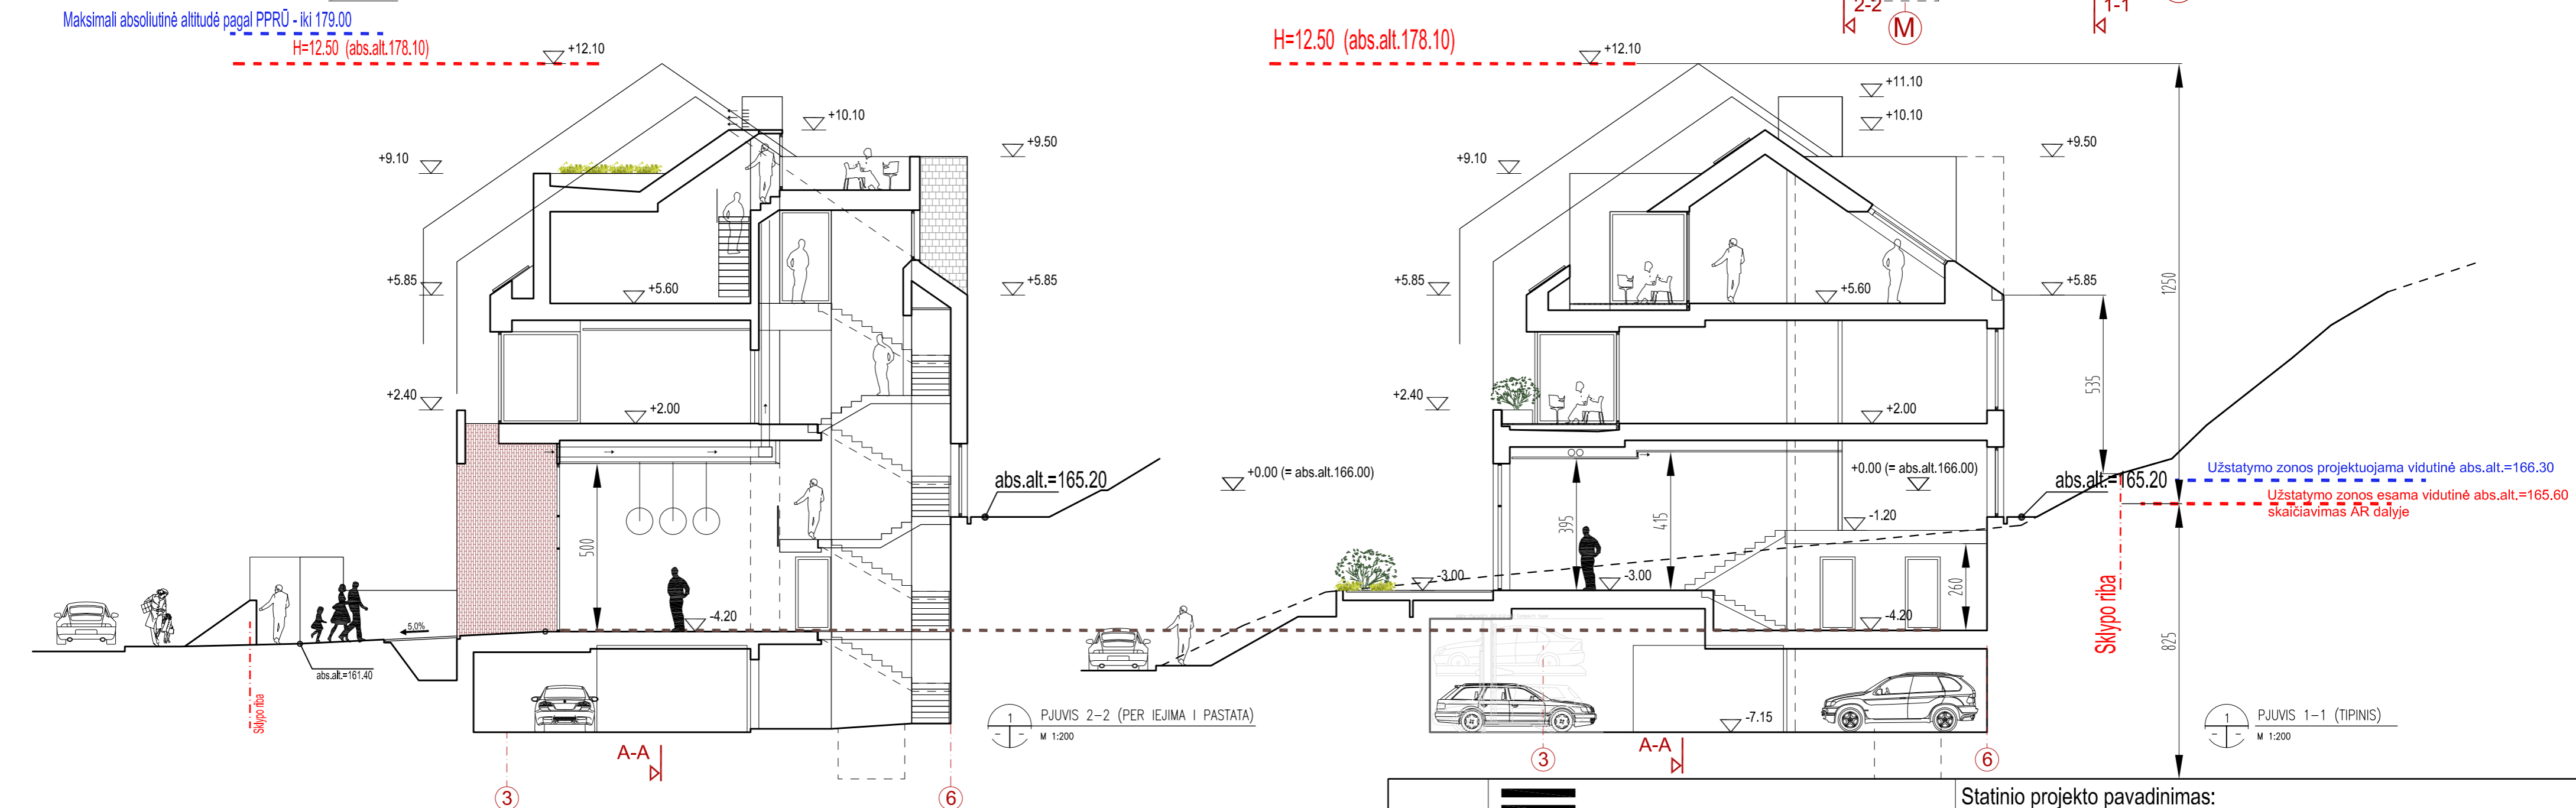 Maksimali absoliutinė altitudė pagal PPRŪ - iki 179.00
H=12.50 (abs.alt.178.10)
+12.10
+10.10
+9.50
+9.10
+5.85
+5.60
+5.85
+2.40
+2.00
abs.alt.=165.20
500
-4.20
5,0%
abs.alt.=161.40
Sklypo riba
A-A
3
6
1
PJUVIS 2-2 (PER IEJIMA I PASTATA)
M 1:200
2-2
M
1-1
H=12.50 (abs.alt.178.10)
+12.10
+11.10
+10.10
+9.50
+9.10
+5.85
+5.60
+5.85
1250
535
+2.40
+2.00
+0.00 (= abs.alt.166.00)
+0.00 (= abs.alt.166.00)
abs.alt.=165.20
Užstatymo zonos projektuojama vidutinė abs.alt.=166.30
Užstatymo zonos esama vidutinė abs.alt.=165.60
skaičiavimas AR dalyje
395
415
-1.20
-3.00
-3.00
260
-4.20
Sklypo riba
825
-7.15
A-A
3
6
1
PJUVIS 1-1 (TIPINIS)
M 1:200
Statinio projekto pavadinimas: